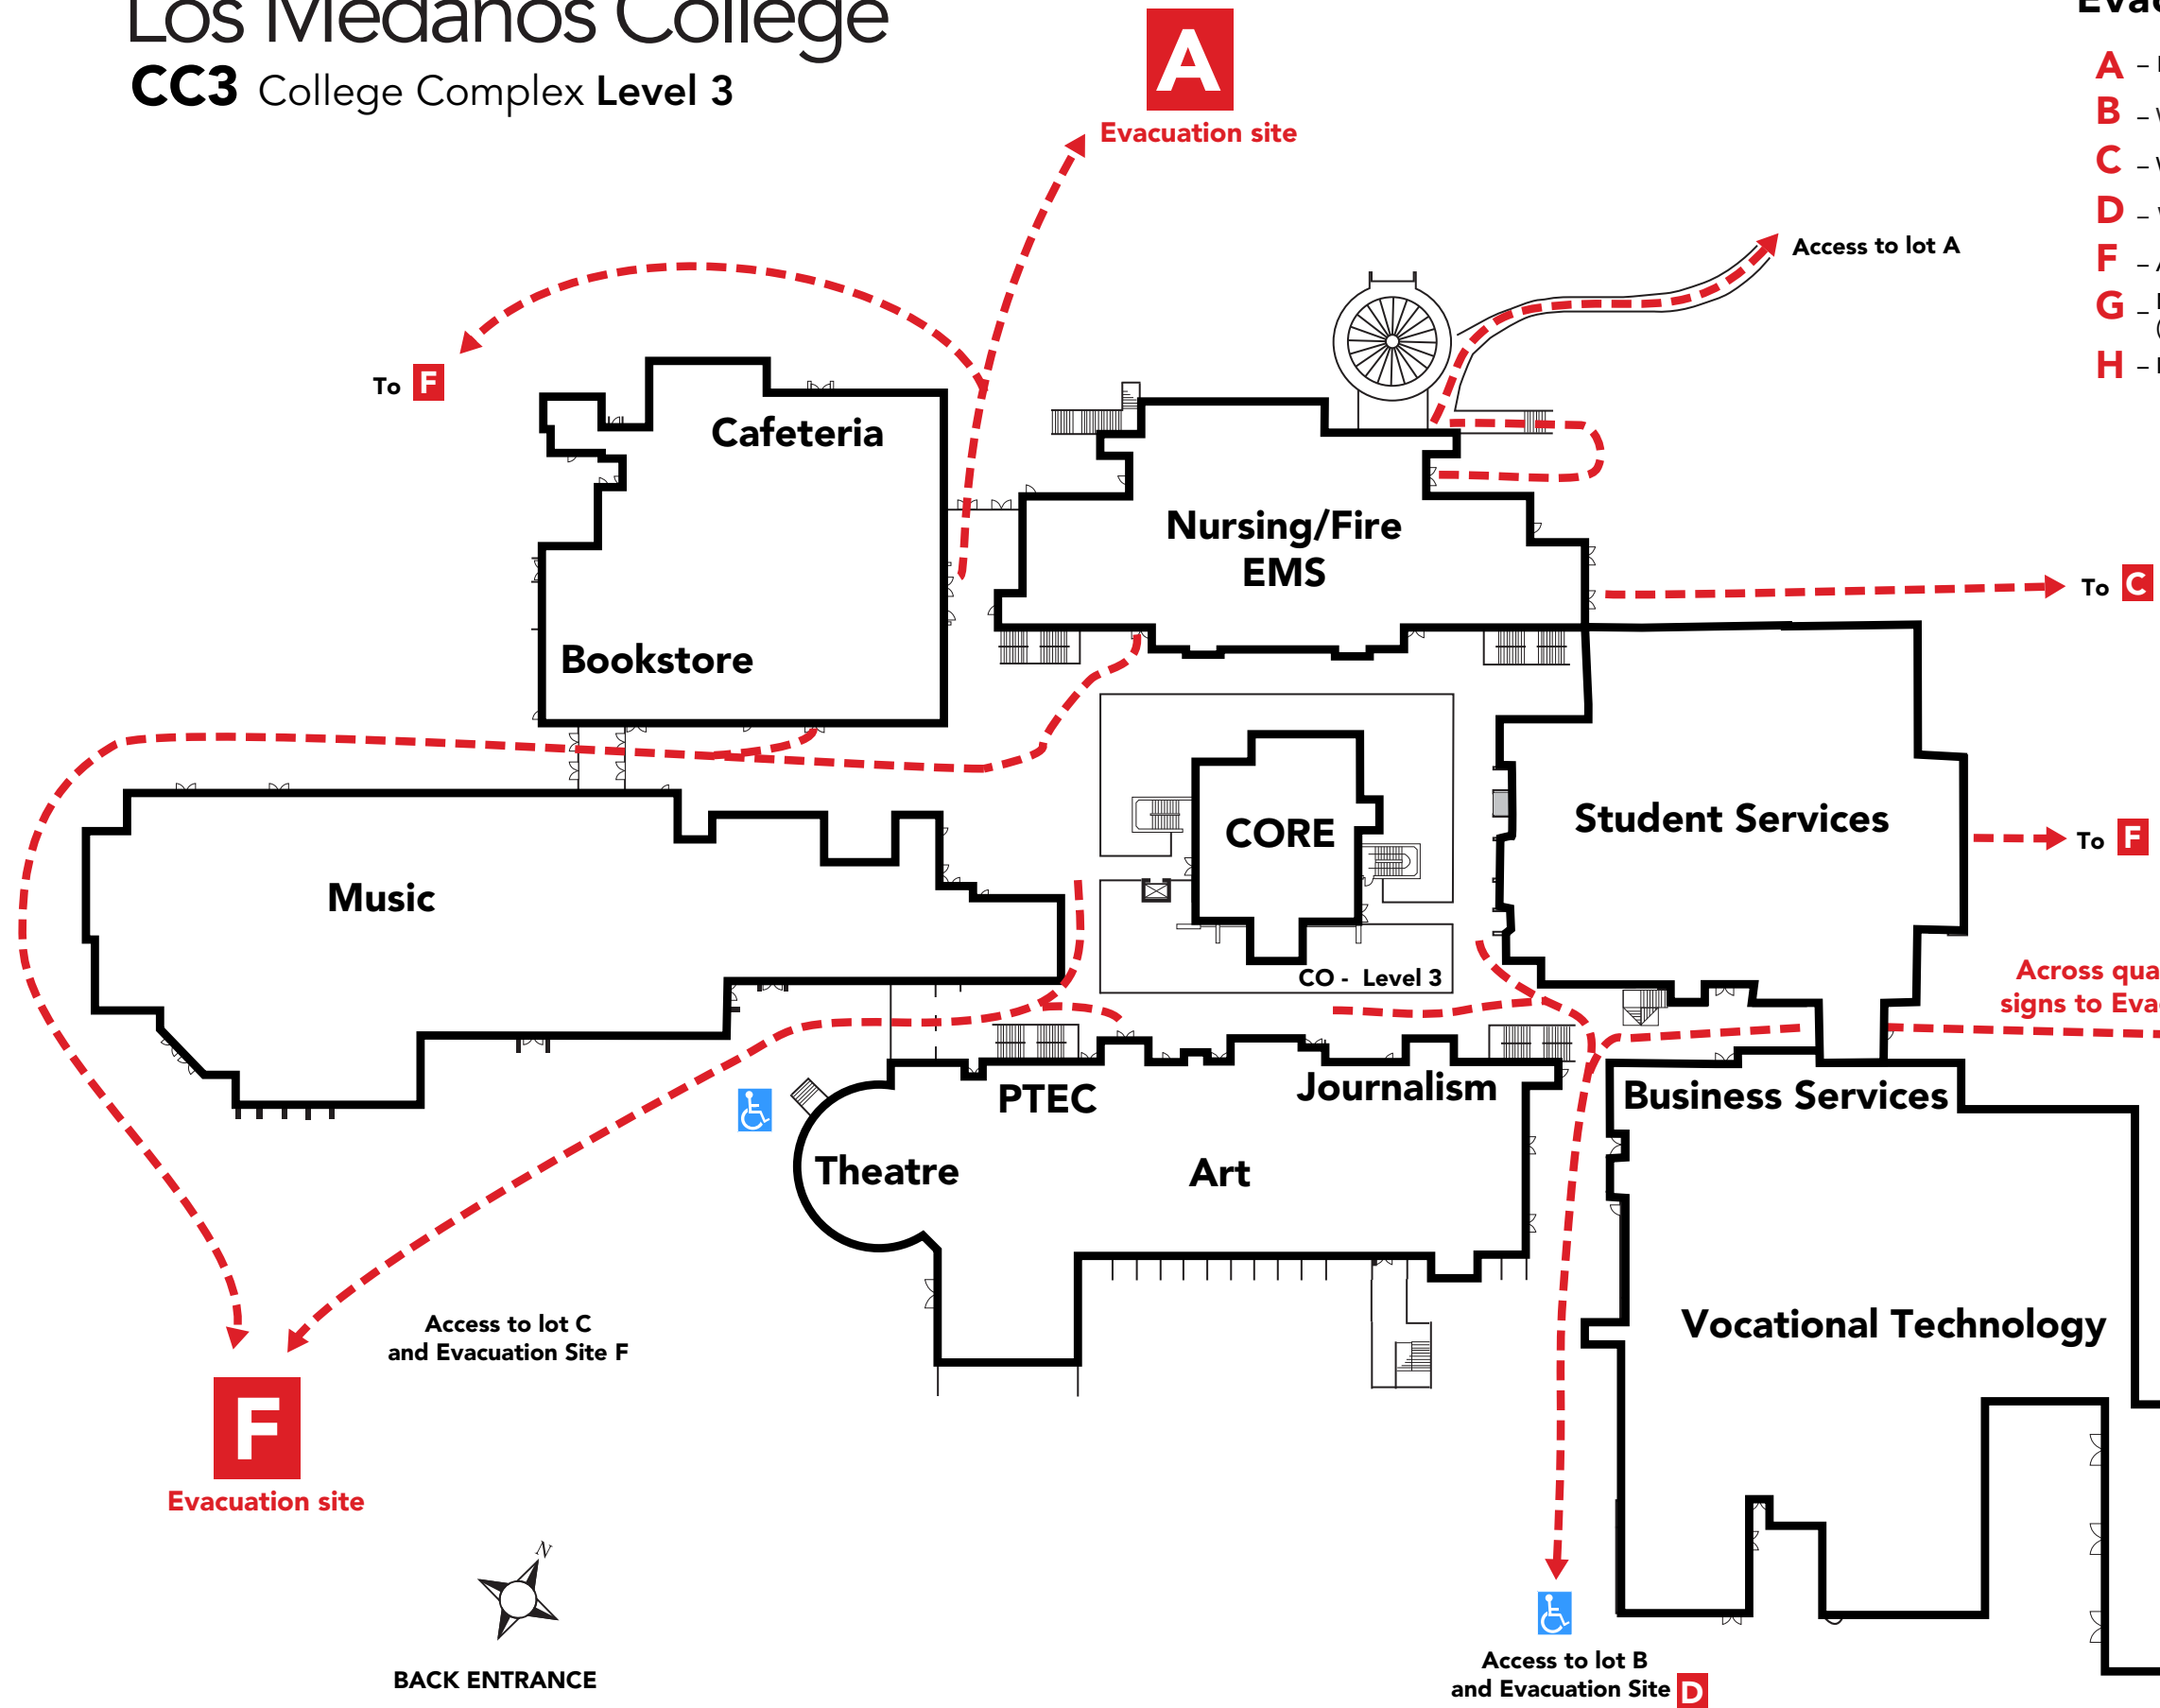 Los Medanos College
CC3 College Complex Level 3
A
Evacuation site
A –
B –
C –
D –
F –
G –
H –
Access to lot A
To F
Cafeteria
Nursing/Fire
EMS
To C
Bookstore
Student Services
CORE
To F
Music
CO - Level 3
Across
signs to
PTEC
Journalism
Business Services
Theatre
Art
Access to lot C
and Evacuation Site F
Vocational Technology
F
Evacuation site
N
BACK ENTRANCE
Access to lot B
and Evacuation Site D